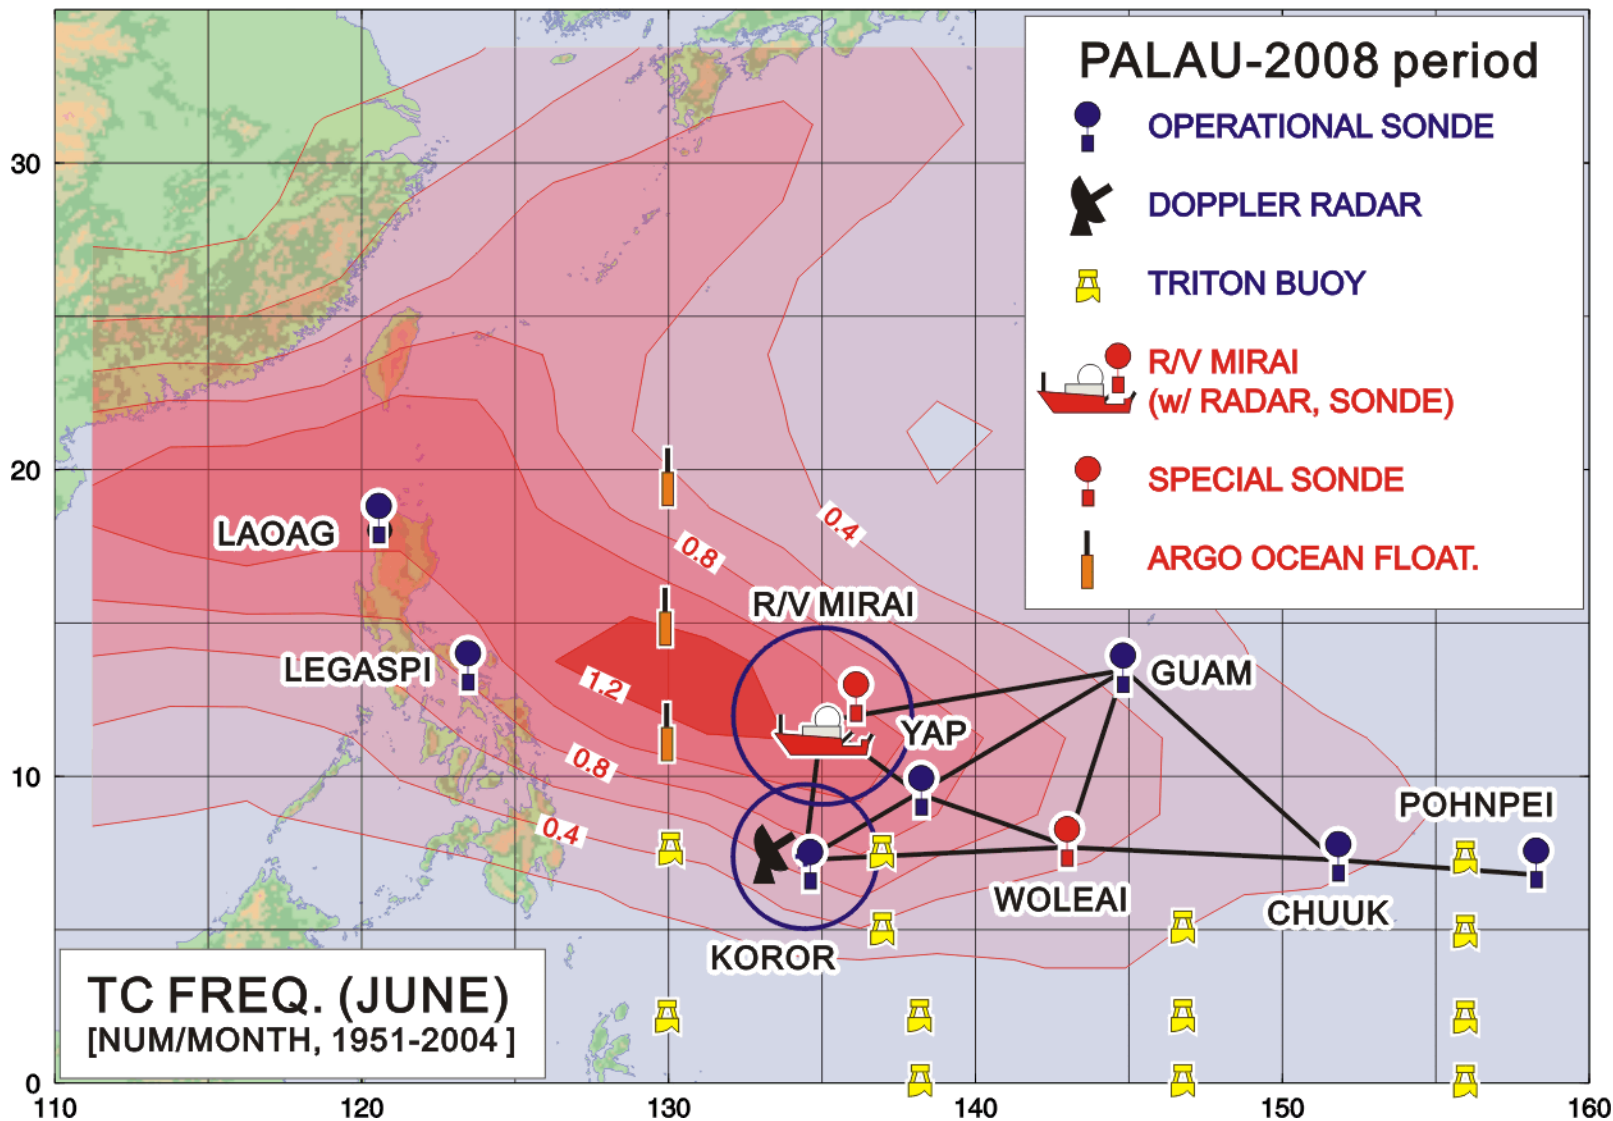 PALAU-2008 period
OPERATIONAL SONDE
DOPPLER RADAR
TRITON BUOY
R/V MIRAI
(w/ RADAR, SONDE)
SPECIAL SONDE
ARGO OCEAN FLOAT.
30
20
10
0
0.4
0.8
LAOAG
R/V MIRAI
LEGASPI
1.2
GUAM
YAP
0.8
POHNPEI
0.4
WOLEAI
CHUUK
KOROR
TC FREQ. (JUNE)
[NUM/MONTH, 1951-2004 ]
110
120
130
140
150
160